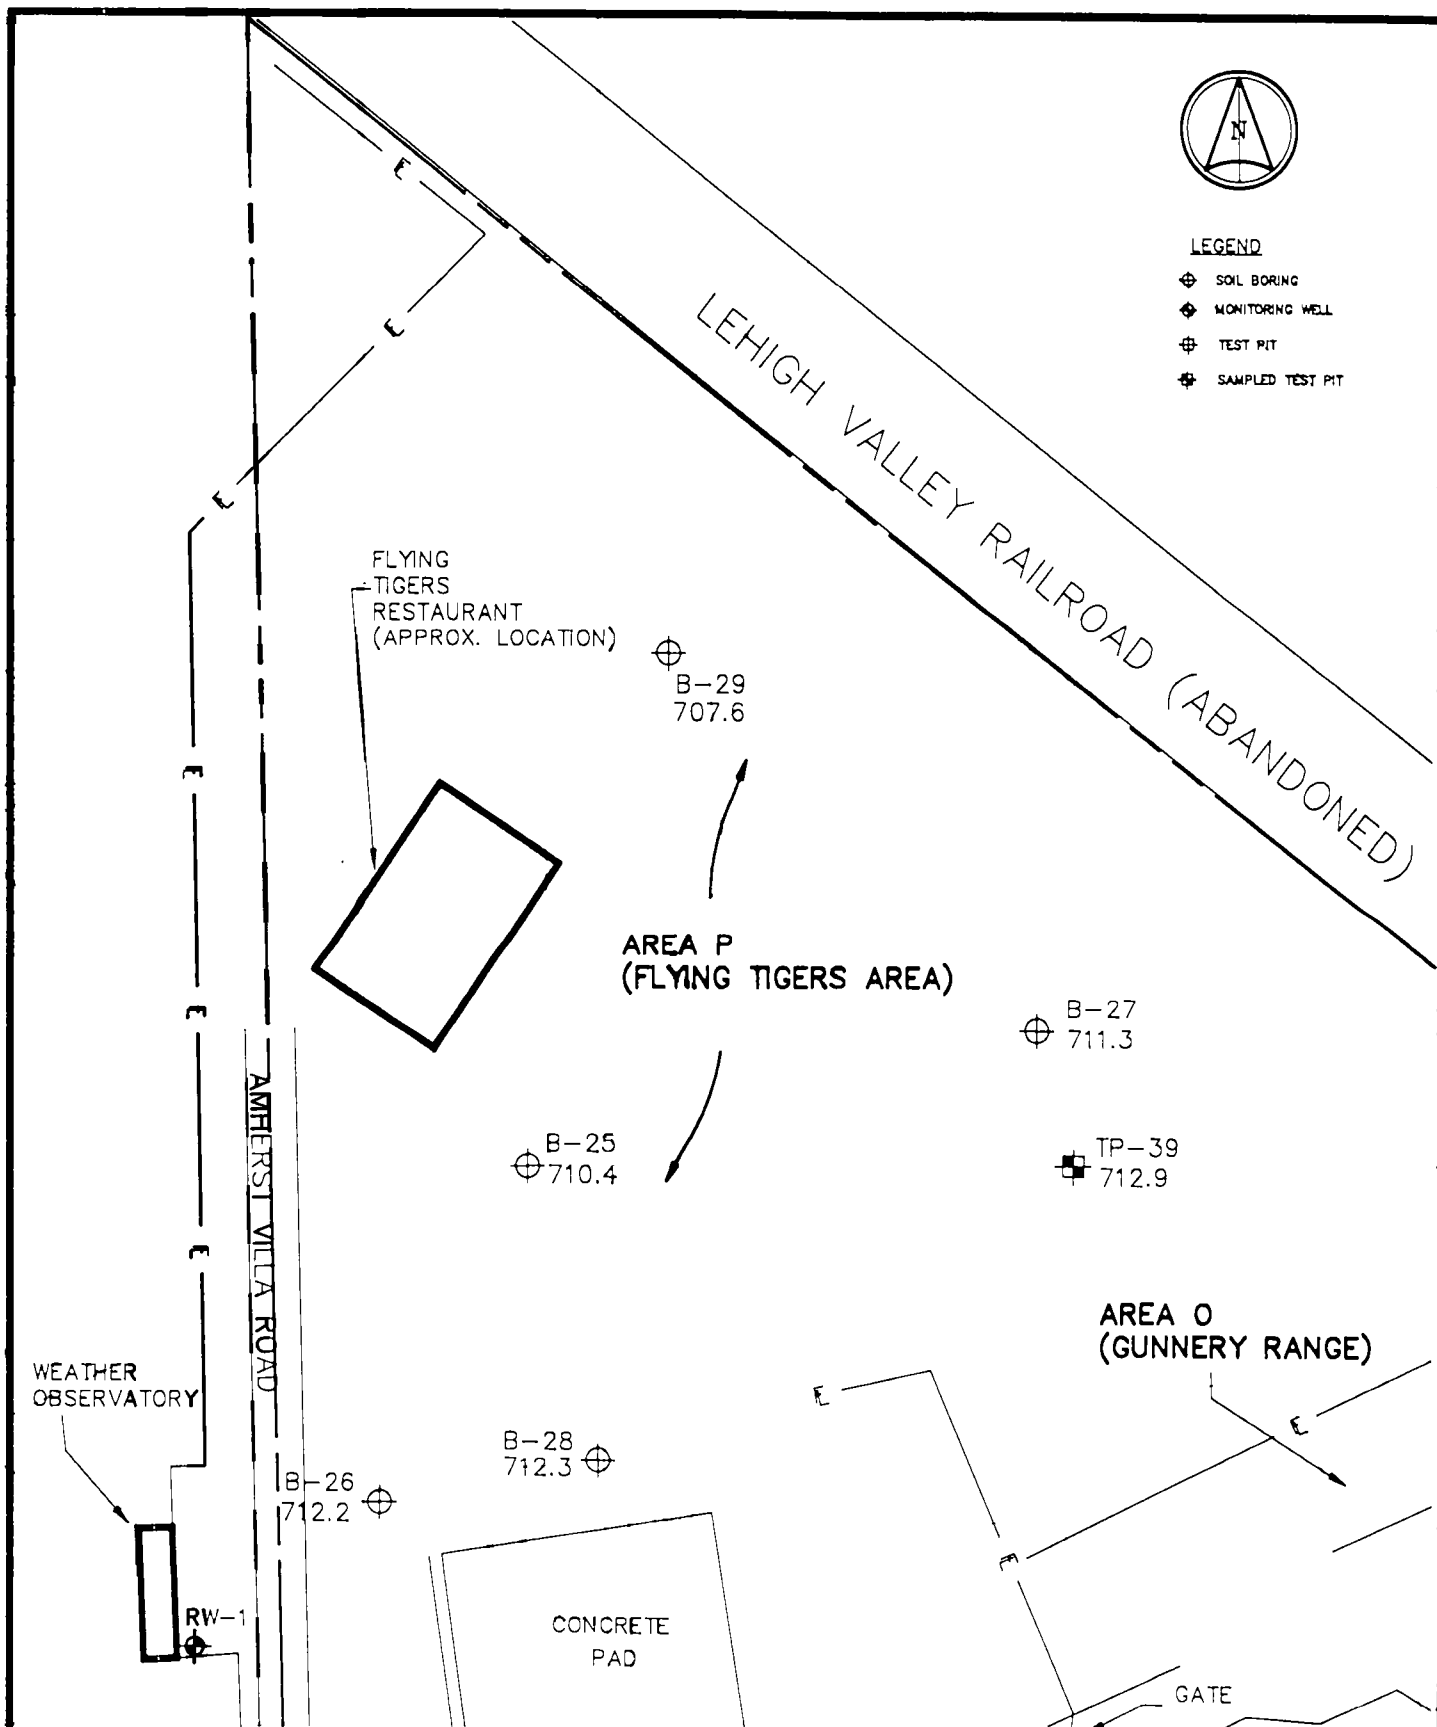 N
LEGEND
SOIL BORING
MONITORING WELL
TEST PIT
SAMPLED TEST PIT
E
E
E
LEHIGH VALLEY RAILROAD (ABANDONED)
FLYING
TIGERS
RESTAURANT
(APPROX. LOCATION)
B-29
707.6
E
AREA P
(FLYING TIGERS AREA)
E
B-27
711.3
AMHERST VILLA ROAD
B-25
710.4
TP-39
712.9
E
AREA O
(GUNNERY RANGE)
WEATHER
OBSERVATORY
E
E
B-28
712.3
B-26
712.2
E
RW-1
CONCRETE
PAD
GATE